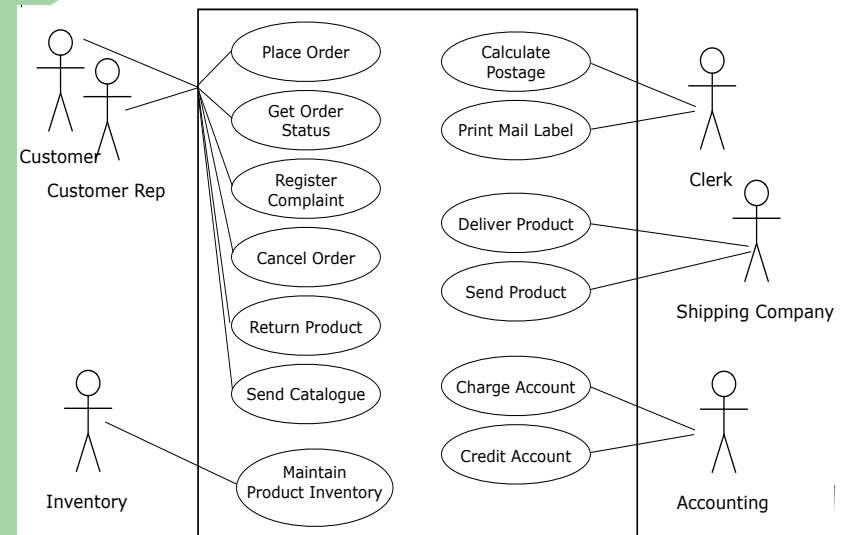 Customer
Customer Rep
Inventory
Place Order
Get Order
Status
Register
Complaint
Cancel Order
Return Product
Send Catalogue
Maintain
Product Inventory
Calculate
Postage
Print Mail Label
Deliver Product
Send Product
Charge Account
Credit Account
Clerk
Shipping Company
Accounting